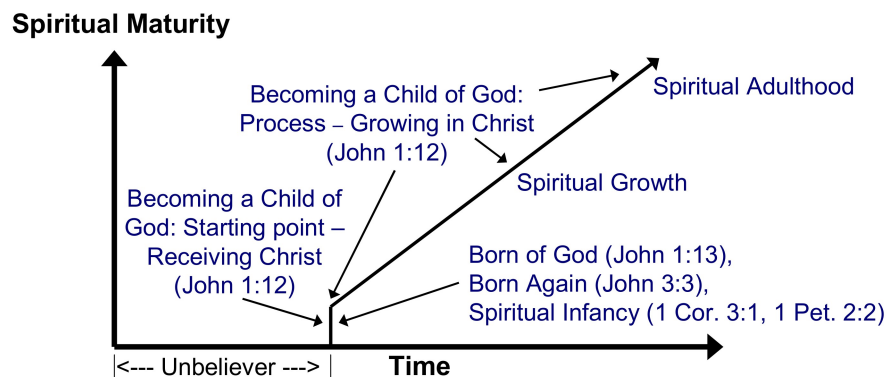 Spiritual Maturity
Becoming a Child of God:
Process – Growing in Christ
(John 1:12)
Spiritual Adulthood
Spiritual Growth
Becoming a Child of
God: Starting point –
Receiving Christ
(John 1:12)
Born of God (John 1:13),
Born Again (John 3:3),
Spiritual Infancy (1 Cor. 3:1, 1 Pet. 2:2)
|<--- Unbeliever --->|
Time